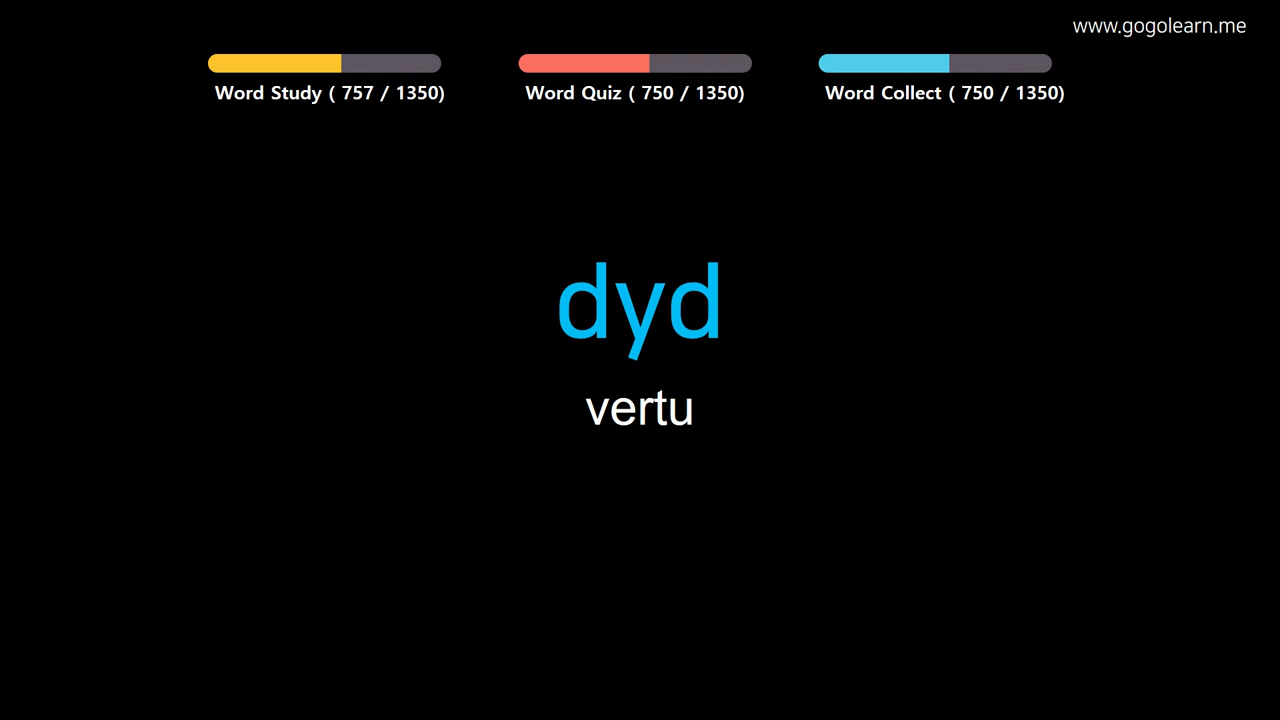 www.gogolearn.me
Word Study ( 757 / 1350)
Word Quiz ( 750 / 1350)
Word Collect ( 750 / 1350)
dyd
vertu